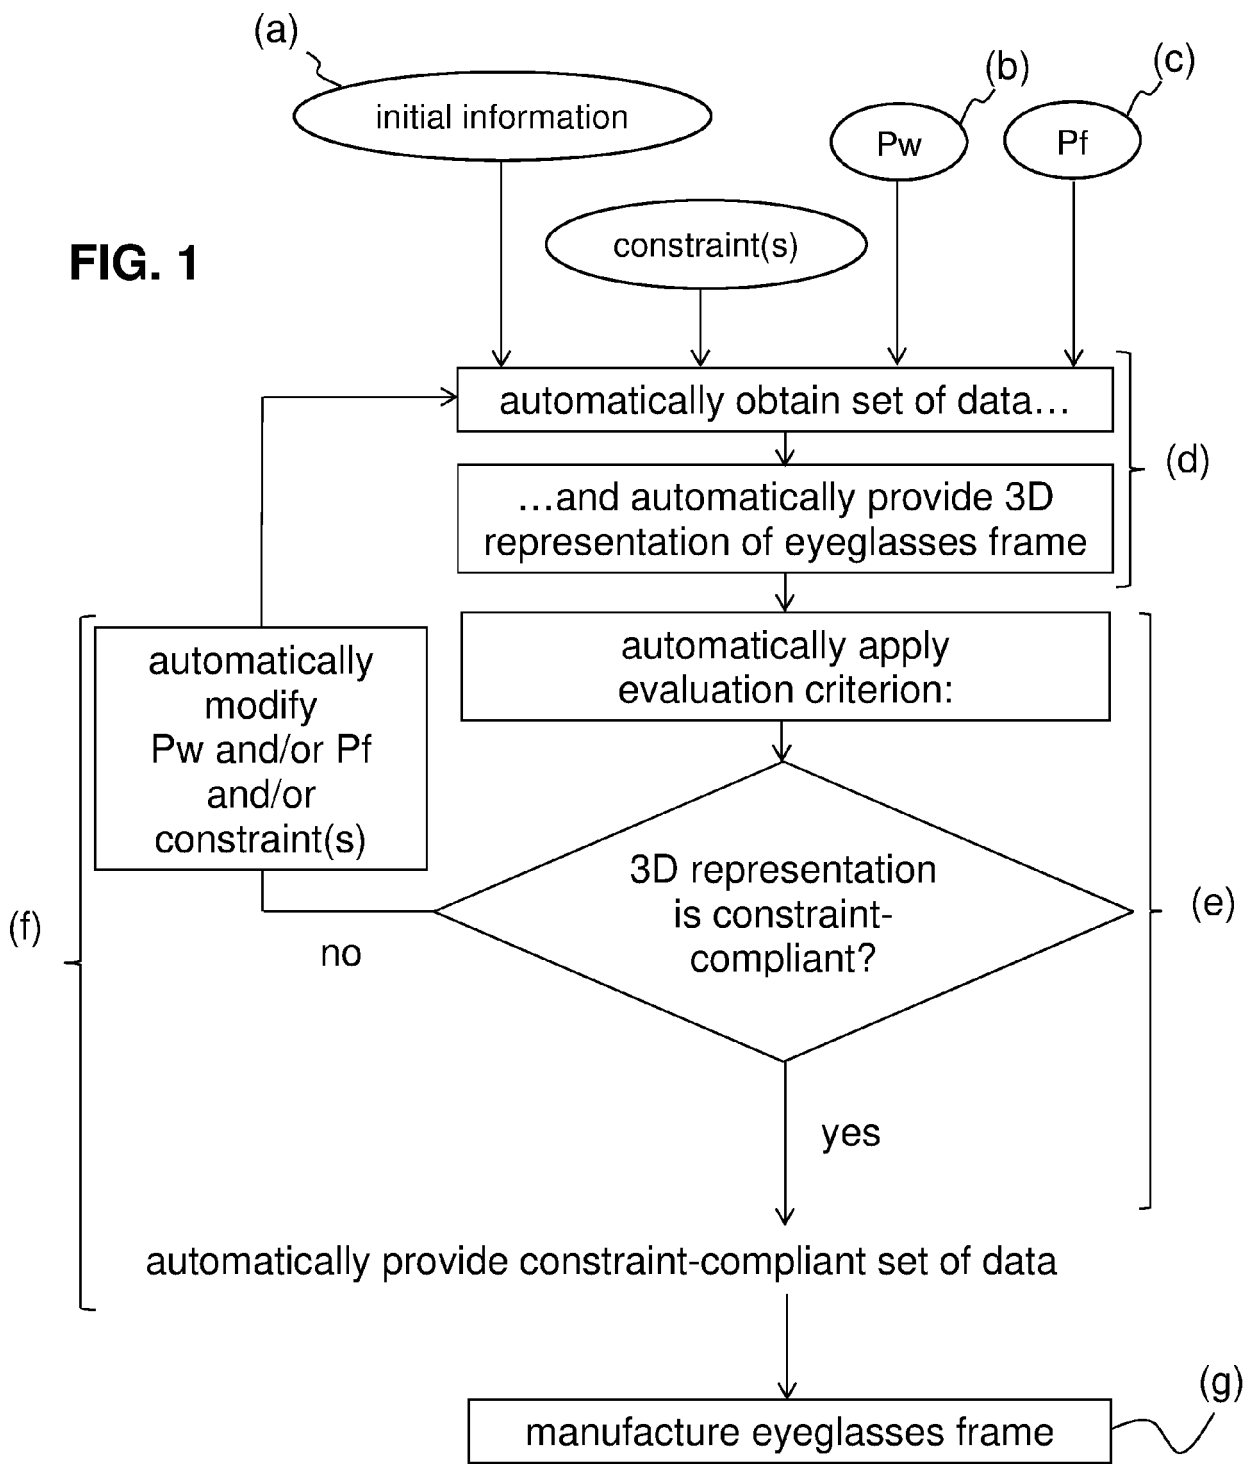 (a)
(b)
(c)
initial information
Pw
Pf
constraint(s)
FIG. 1
automatically obtain set of data…
(d)
…and automatically provide 3D
representation of eyeglasses frame
automatically
modify
Pw and/or Pf
and/or
constraint(s)
automatically apply
evaluation criterion:
3D representation
is constraint-
compliant?
(e)
(f)
no
yes
automatically provide constraint-compliant set of data
(g)
manufacture eyeglasses frame